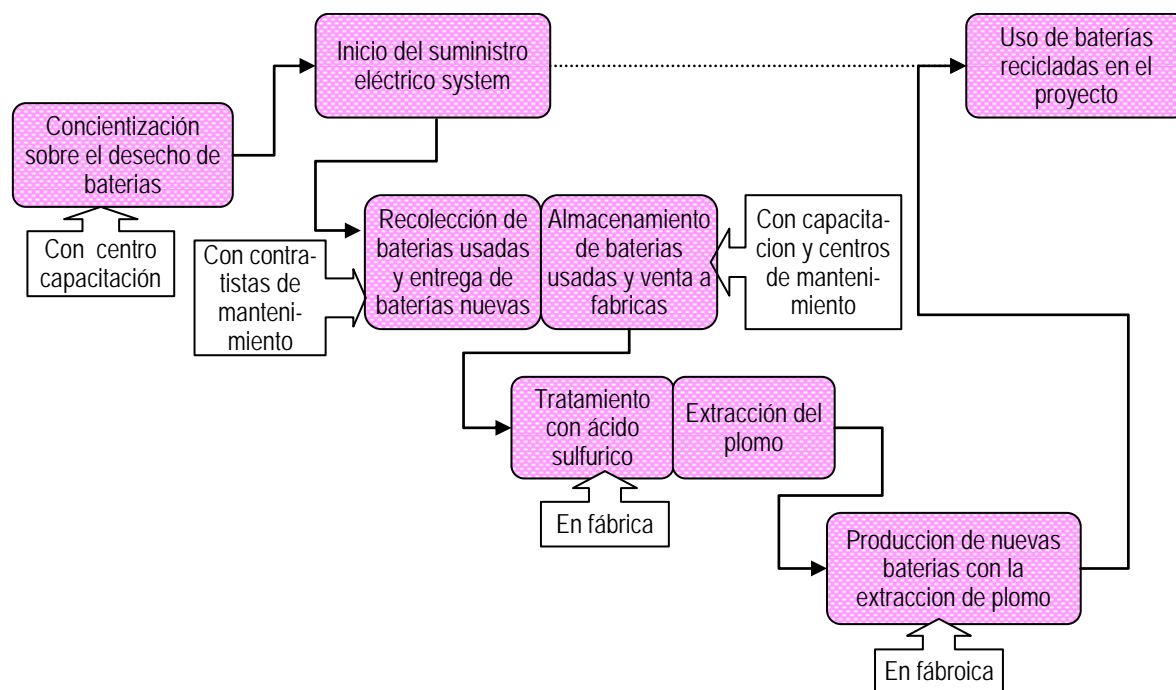 Inicio del suministro
eléctrico system
Uso de baterías
recicladas en el
proyecto
Concientización
sobre el desecho de
baterias
Con centro
capacitación
Con contra-
tistas de
manteni-
miento
Recolección de
baterias usadas
y entrega de
baterías nuevas
Almacenamiento
de baterias
usadas y venta a
fabricas
Con capacita-
cion y centros
de manteni-
miento
Tratamiento
con ácido
sulfurico
Extracción del
plomo
En fábrica
Produccion de nuevas
baterias con la
extraccion de plomo
En fábroica